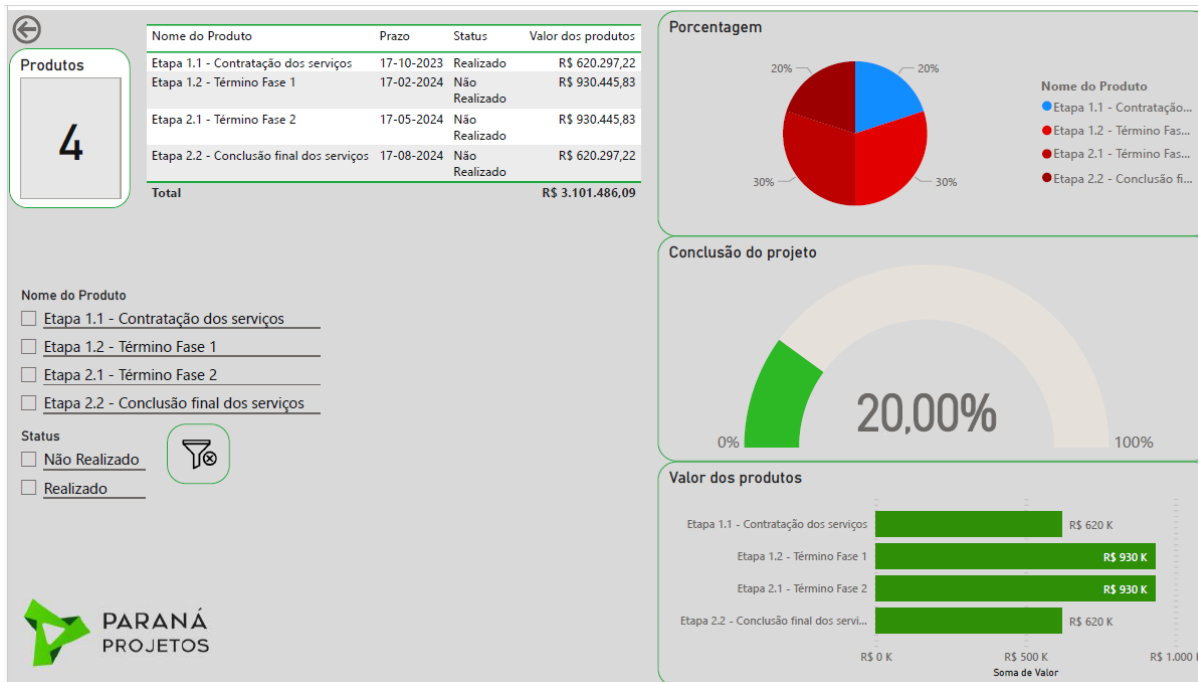 Produtos
4
Nome do Produto Prazo Status Valor dos produtos
Etapa 1.1 - Contratação dos serviços 17-10-2023 Realizado R$ 620.297,22
Etapa 1.2 - Término Fase 1 17-02-2024 Não R$ 930.445,83
Realizado
Etapa 2.1 - Término Fase 2 17-05-2024 Não R$ 930.445,83
Realizado
Etapa 2.2 - Conclusão final dos serviços 17-08-2024 Não R$ 620.297,22
Realizado
Total R$ 3.101.486,09
Nome do Produto
Etapa 1.1 - Contratação dos serviços
Etapa 1.2 - Término Fase 1
Etapa 2.1 - Término Fase 2
Etapa 2.2 - Conclusão final dos serviços
Status
Não Realizado
Realizado
PARANÁ
PROJETOS
Porcentagem
20% 20%
30% 30%
Nome do Produto
Etapa 1.1 - Contratação...
Etapa 1.2 - Término Fas...
Etapa 2.1 - Término Fas...
Etapa 2.2 - Conclusão fi...
Conclusão do projeto
20,00%
0% 100%
Valor dos produtos
Etapa 1.1 - Contratação dos serviços R$ 620 K
Etapa 1.2 - Término Fase 1 R$ 930 K
Etapa 2.1 - Término Fase 2 R$ 930 K
Etapa 2.2 - Conclusão final dos servi... R$ 620 K
R$ 0 K R$ 500 K R$ 1.000
Soma de Valor